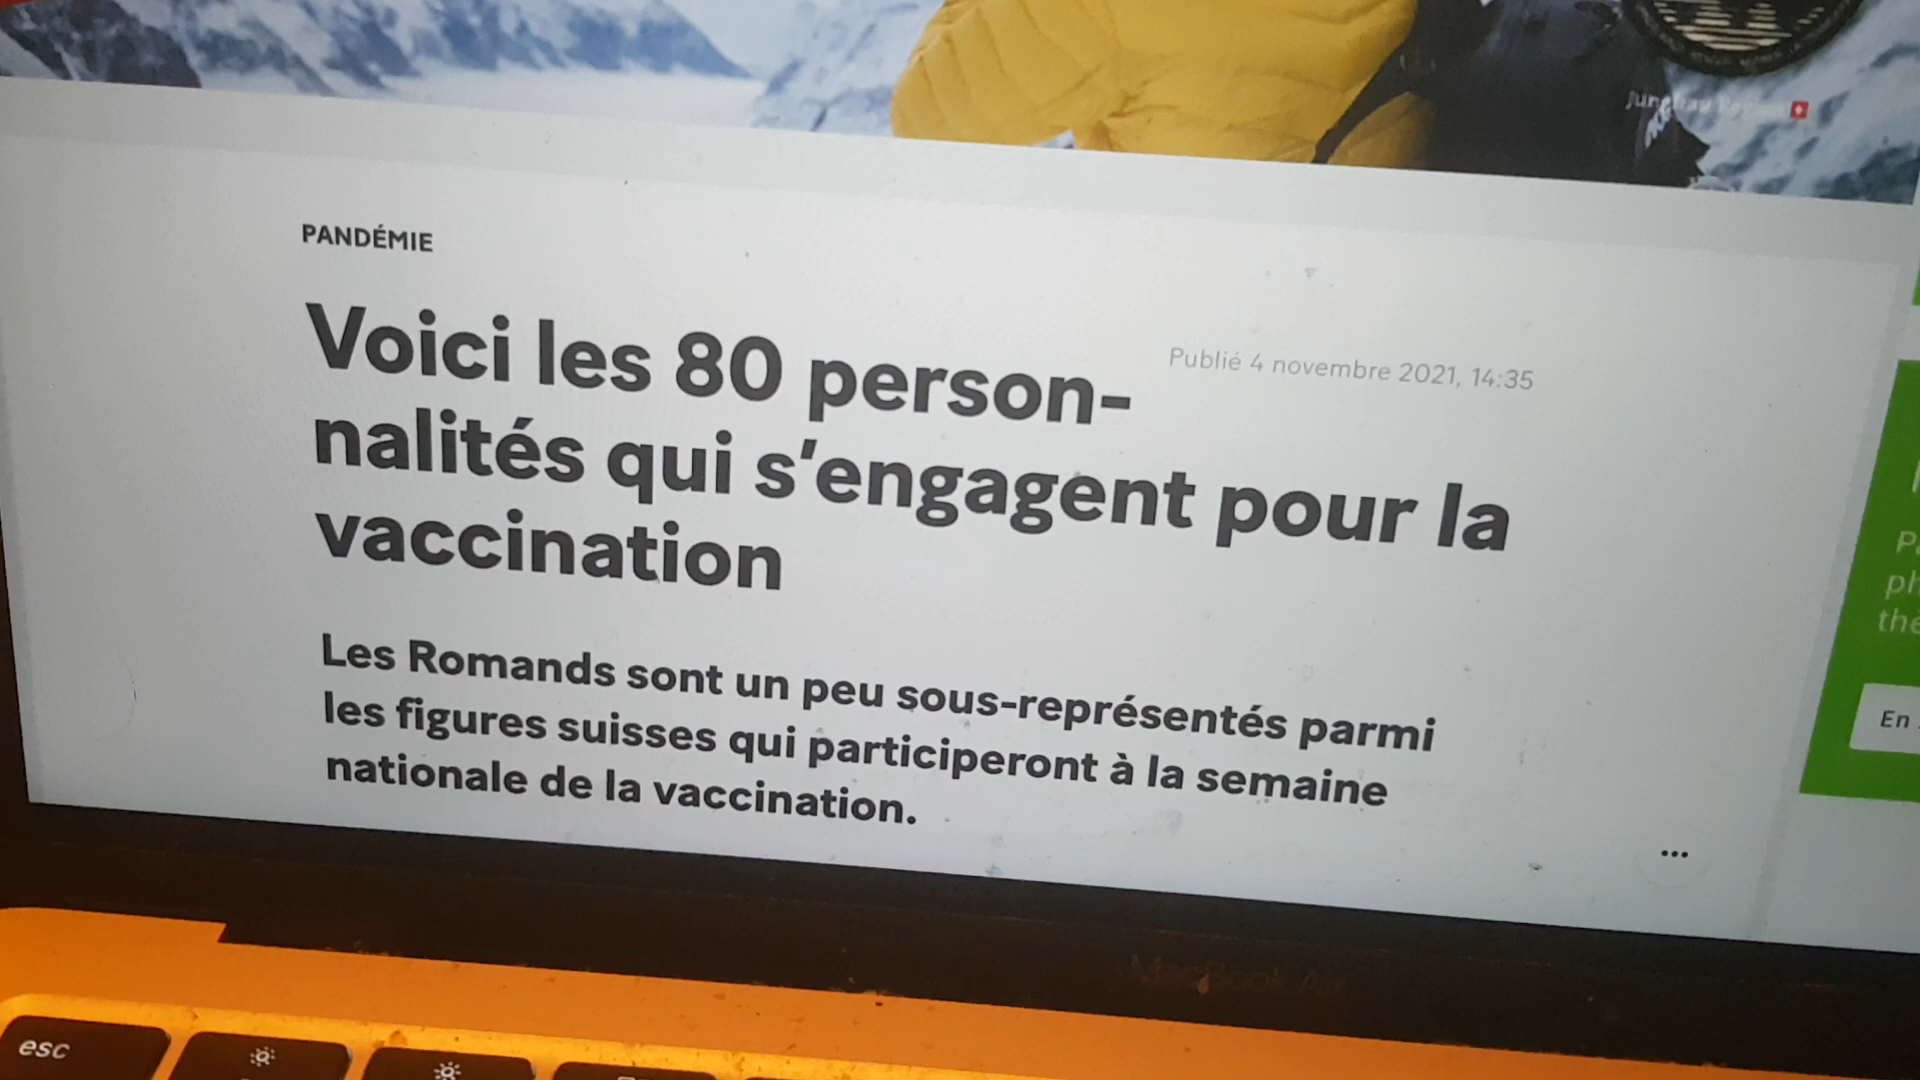 PANDÉMIE
Voici les 80 person-
nalités qui s'engagent pour la
vaccination
Publié 4 novembre 2021, 14:35
Les Romands sont un peu sous-représentés parmi
les figures suisses qui participeront à la semaine
nationale de la vaccination.
En
MacBook Air
esc